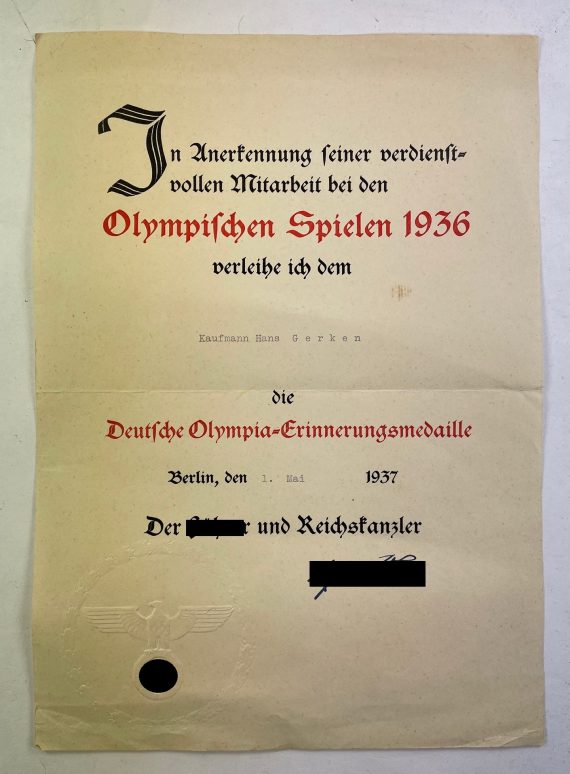 In Anerkennung seiner verdienst-
vollen Mitarbeit bei den
Olympischen Spielen 1936
verleihe ich dem
Kaufmann Hans G e r k e n
die
Deutsche Olympia-Erinnerungsmedaille
Berlin, den 1. Mai 1937
Der und Reichskanzler